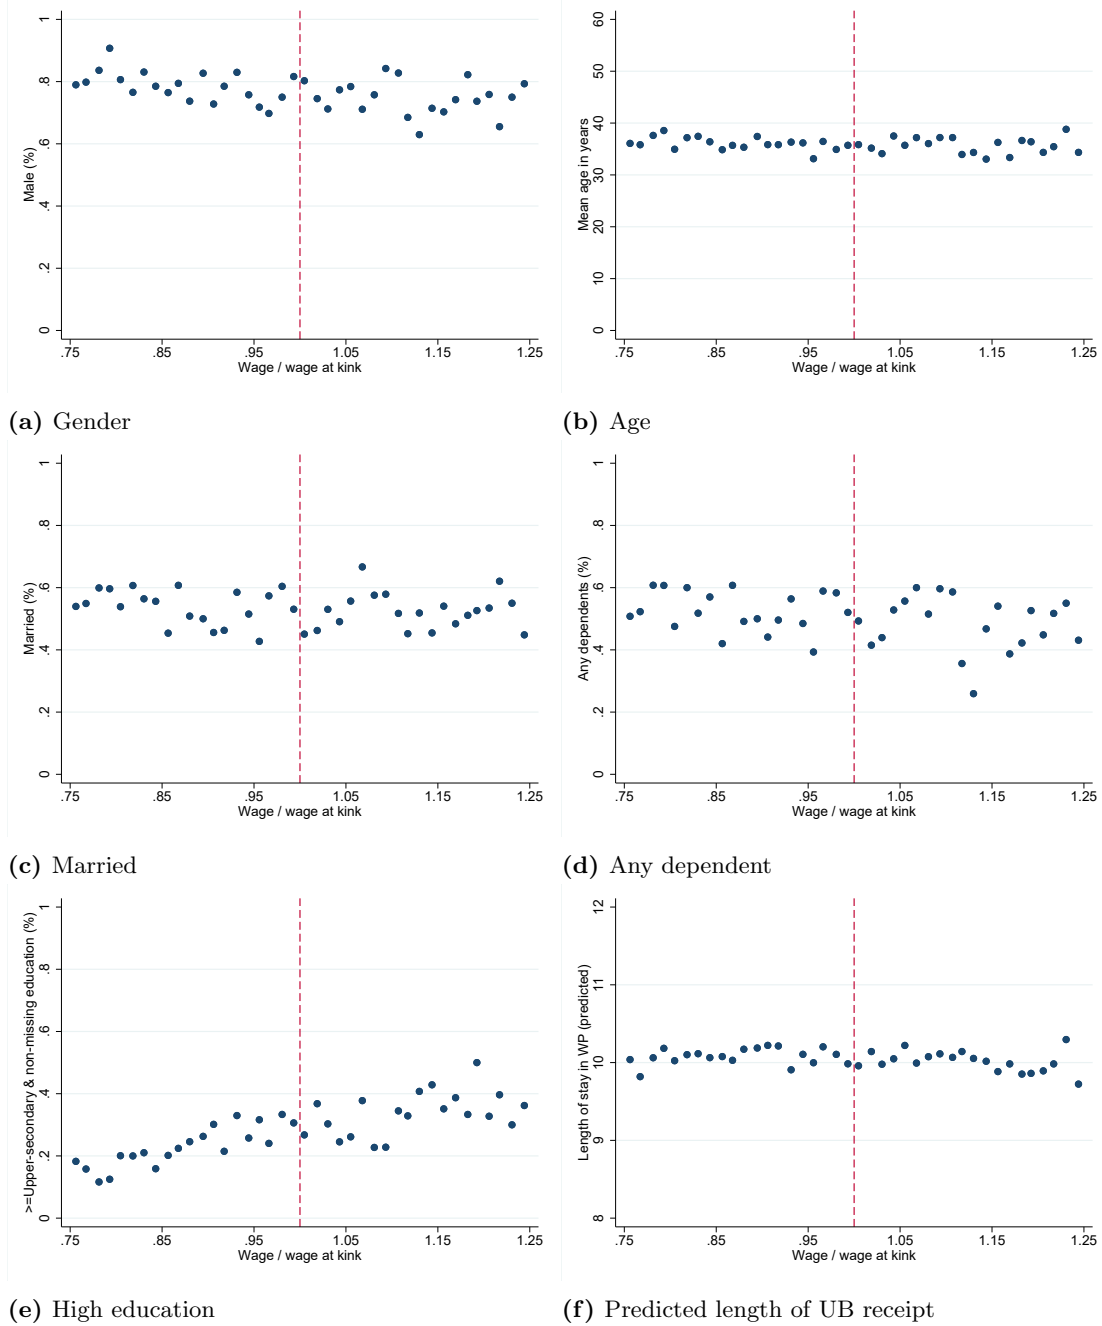 Male (%)
0 .2 .4 .6 .8 1
.75 .85 .95 1.05 1.15 1.25
Wage / wage at kink
(a) Gender
Mean age in years
0 10 20 30 40 50 60
.75 .85 .95 1.05 1.15 1.25
Wage / wage at kink
(b) Age
Married (%)
0 .2 .4 .6 .8 1
.75 .85 .95 1.05 1.15 1.25
Wage / wage at kink
(c) Married
Any dependents (%)
0 .2 .4 .6 .8 1
.75 .85 .95 1.05 1.15 1.25
Wage / wage at kink
(d) Any dependent
>=Upper-secondary & non-missing education (%)
0 .2 .4 .6 .8 1
.75 .85 .95 1.05 1.15 1.25
Wage / wage at kink
(e) High education
Length of stay in WP (predicted)
8 9 10 11 12
.75 .85 .95 1.05 1.15 1.25
Wage / wage at kink
(f) Predicted length of UB receipt